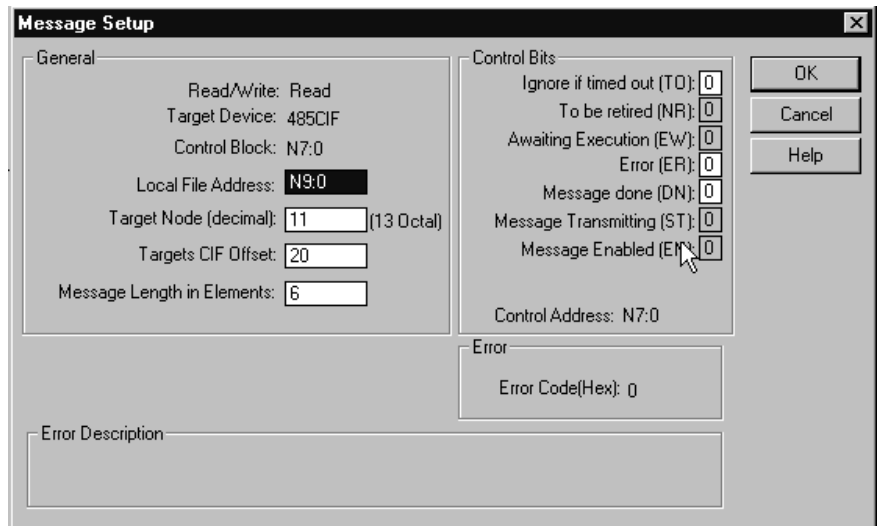 Message Setup
General
Read/Write: Read
Target Device: 485CIF
Control Block: N7:0
Local File Address: N9:0
Target Node (decimal): 11 (13 Octal)
Targets CIF Offset: 20
Message Length in Elements: 6
Control Bits
Ignore if timed out (TO): 0
To be retired (NR): 0
Awaiting Execution (EW): 0
Error (ER): 0
Message done (DN): 0
Message Transmitting (ST): 0
Message Enabled (EN): 0
Control Address: N7:0
Error
Error Code(Hex): 0
Error Description
OK
Cancel
Help